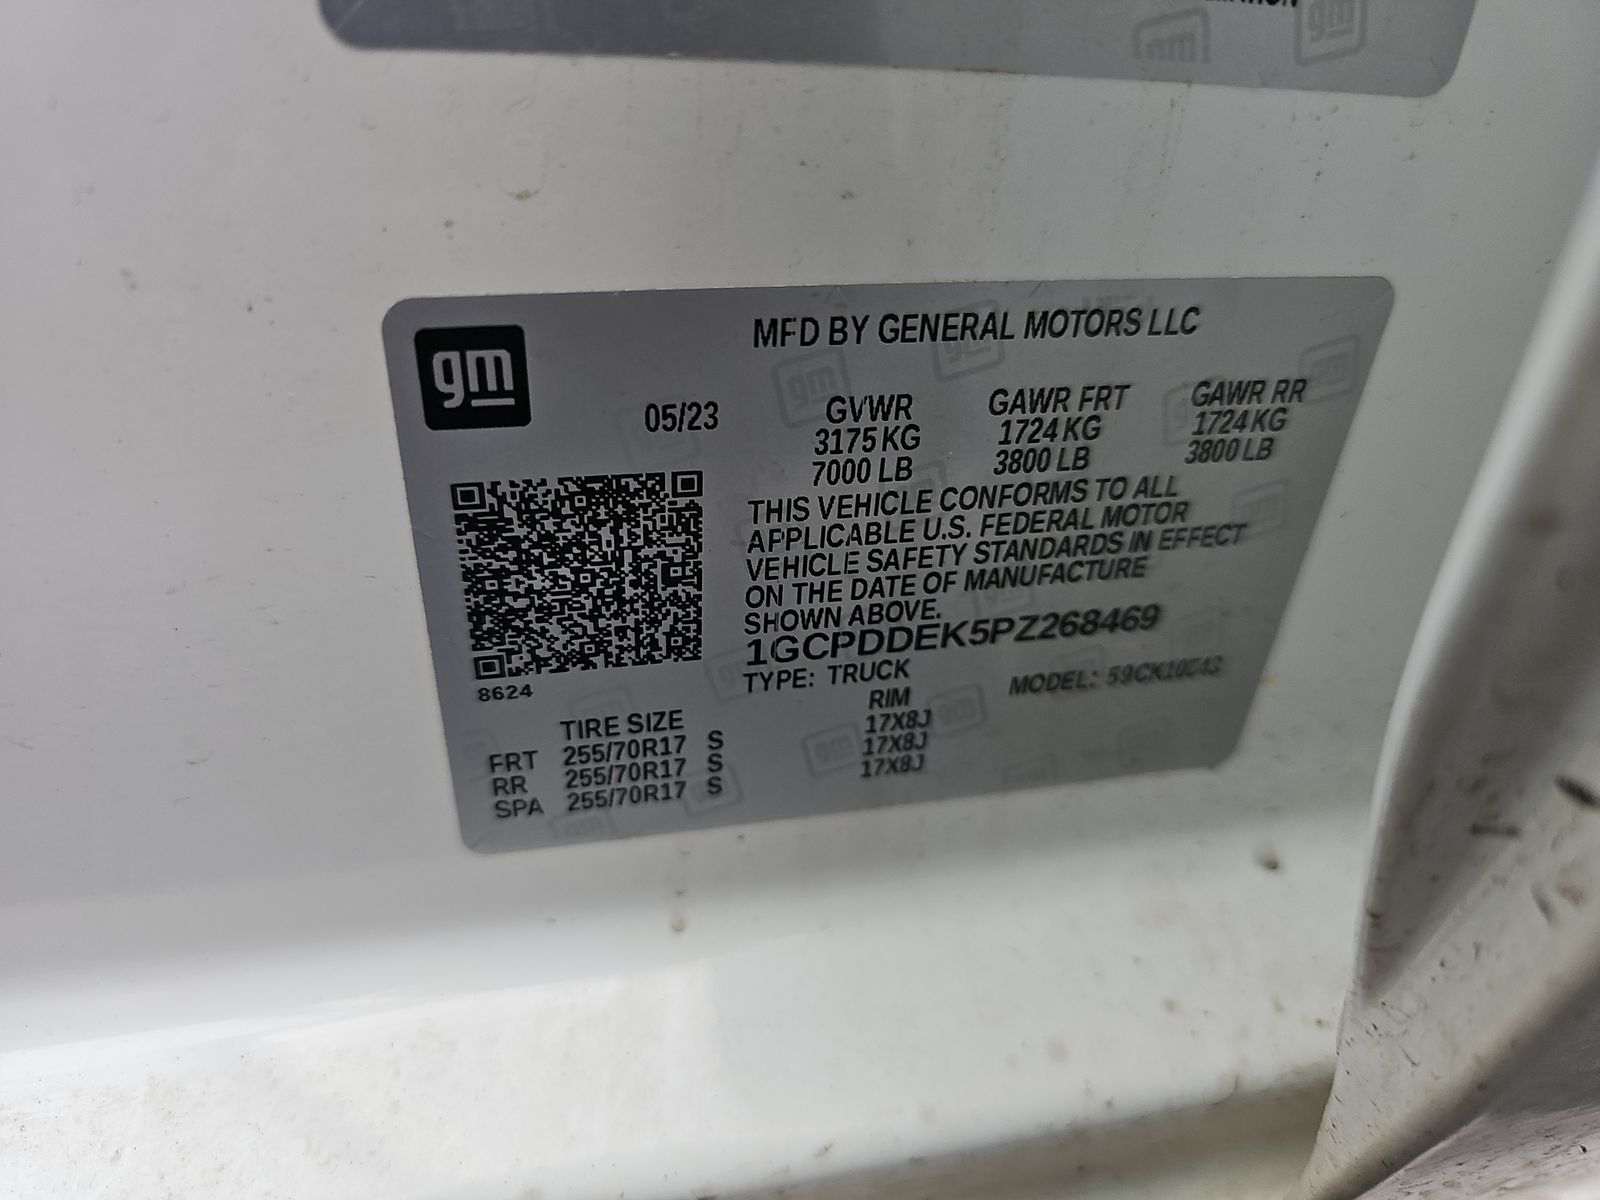 gm
MFD BY GENERAL MOTORS LLC
05/23
GVWR GAWR FRT GAWR RR
3175 KG 1724 KG 1724 KG
7000 LB 3800 LB 3800 LB
THIS VEHICLE CONFORMS TO ALL
APPLICABLE U.S. FEDERAL MOTOR
VEHICLE SAFETY STANDARDS IN EFFECT
ON THE DATE OF MANUFACTURE
SHOWN ABOVE.
1GCPDDEK5PZ268469
TYPE: TRUCK MODEL:
8624
TIRE SIZE RIM
FRT 255/70R17 S 17X8J
RR 255/70R17 S 17X8J
SPA 255/70R17 S 17X8J